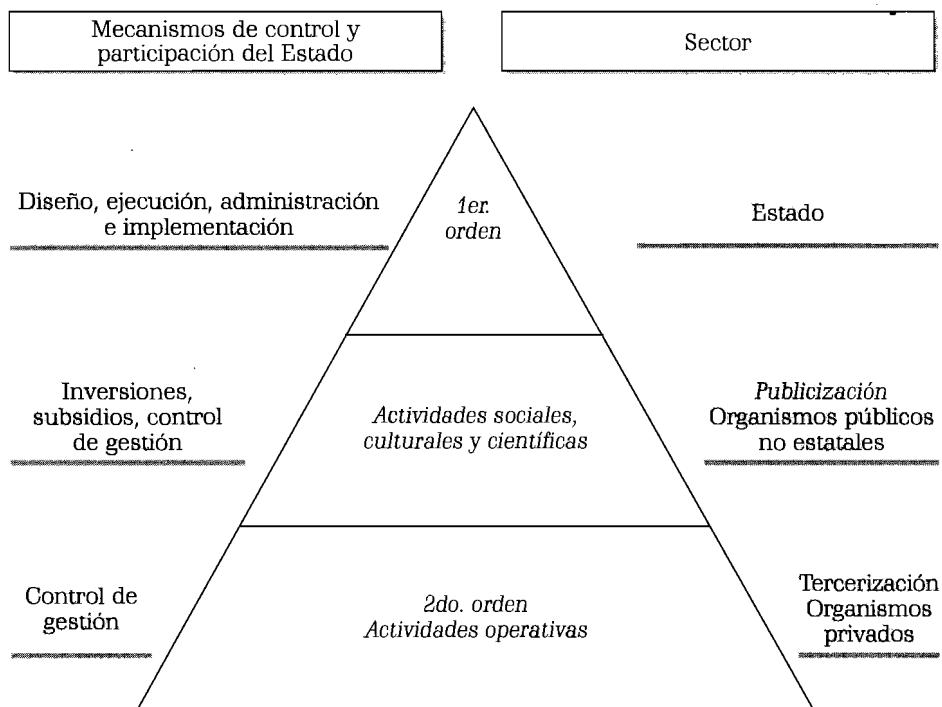 Mecanismos de control y
participación del Estado
Sector
Diseño, ejecución, administración
e implementación
1er.
orden
Estado
Inversiones,
subsidios, control
de gestión
Actividades sociales,
culturales y científicas
Publicización
Organismos públicos
no estatales
Control de
gestión
2do. orden
Actividades operativas
Tercerización
Organismos
privados